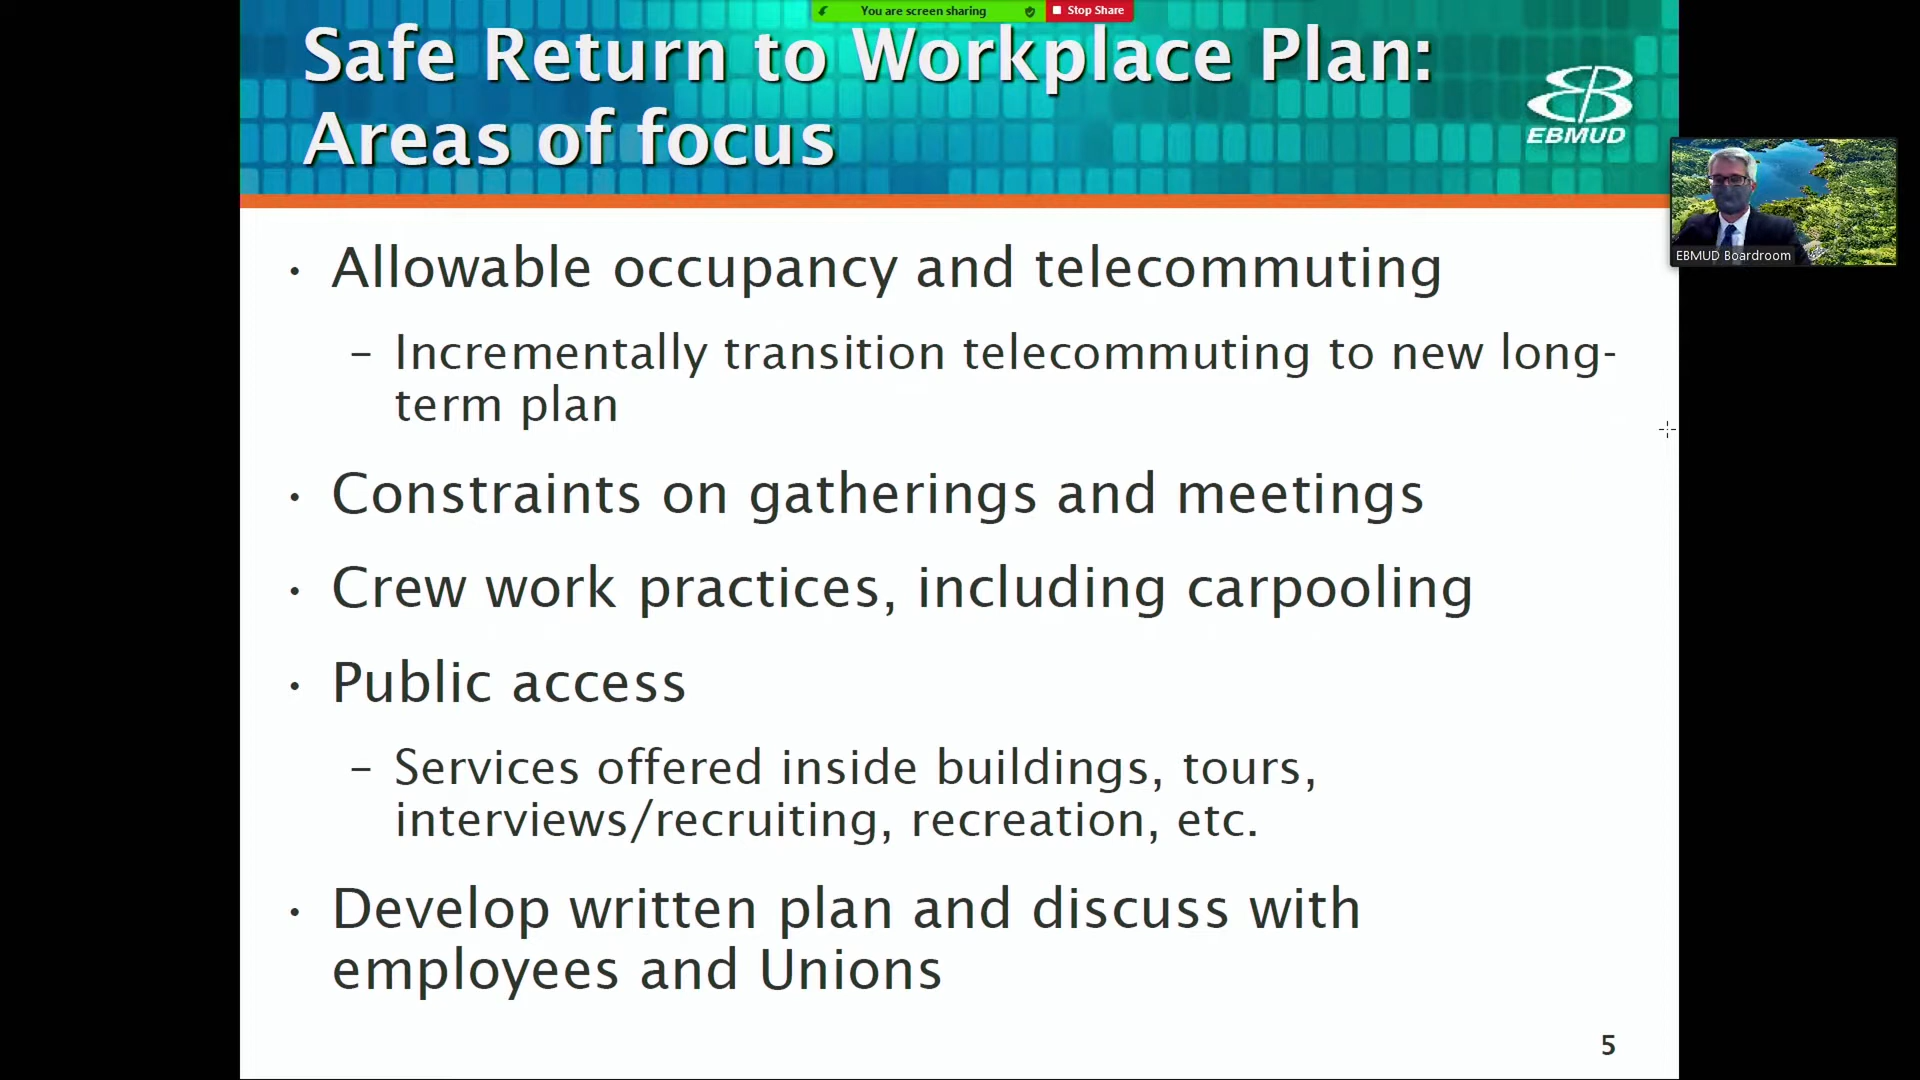 You are screen sharing
Stop Share
Safe Return to Workplace Plan:
Areas of focus
EBMUD
EBMUD Boardroom
• Allowable occupancy and telecommuting
– Incrementally transition telecommuting to new long-
term plan
• Constraints on gatherings and meetings
• Crew work practices, including carpooling
• Public access
– Services offered inside buildings, tours,
interviews/recruiting, recreation, etc.
• Develop written plan and discuss with
employees and Unions
5